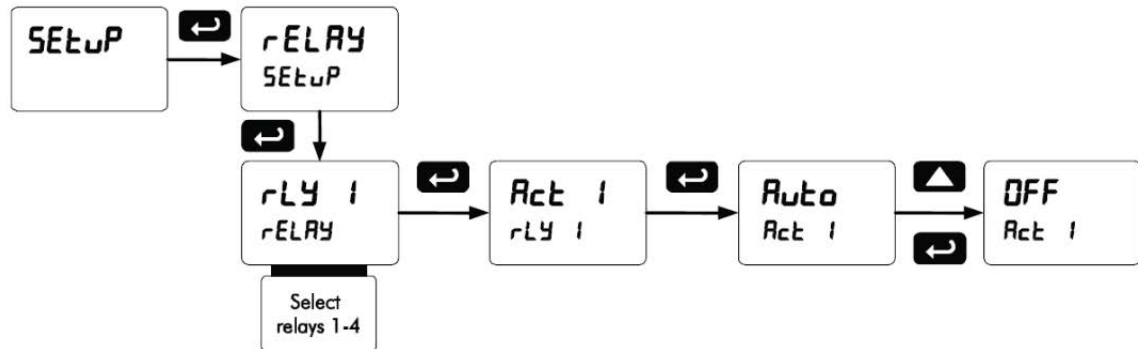 SEtuP
rELAY
SEtuP
rLY 1
rELAY
Act 1
rLY 1
Auto
Act 1
OFF
Act 1
Select
relays 1-4